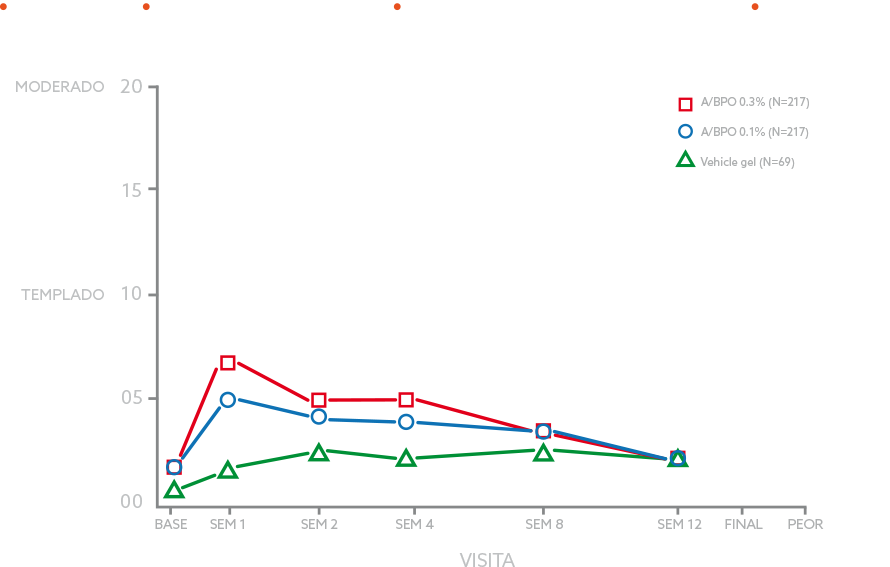 MODERADO
20
A/BPO 0.3% (N=217)
A/BPO 0.1% (N=217)
Vehicle gel (N=69)
15
TEMPLADO
10
05
00
BASE SEM 1 SEM 2 SEM 4 SEM 8 SEM 12 FINAL PEOR
VISITA